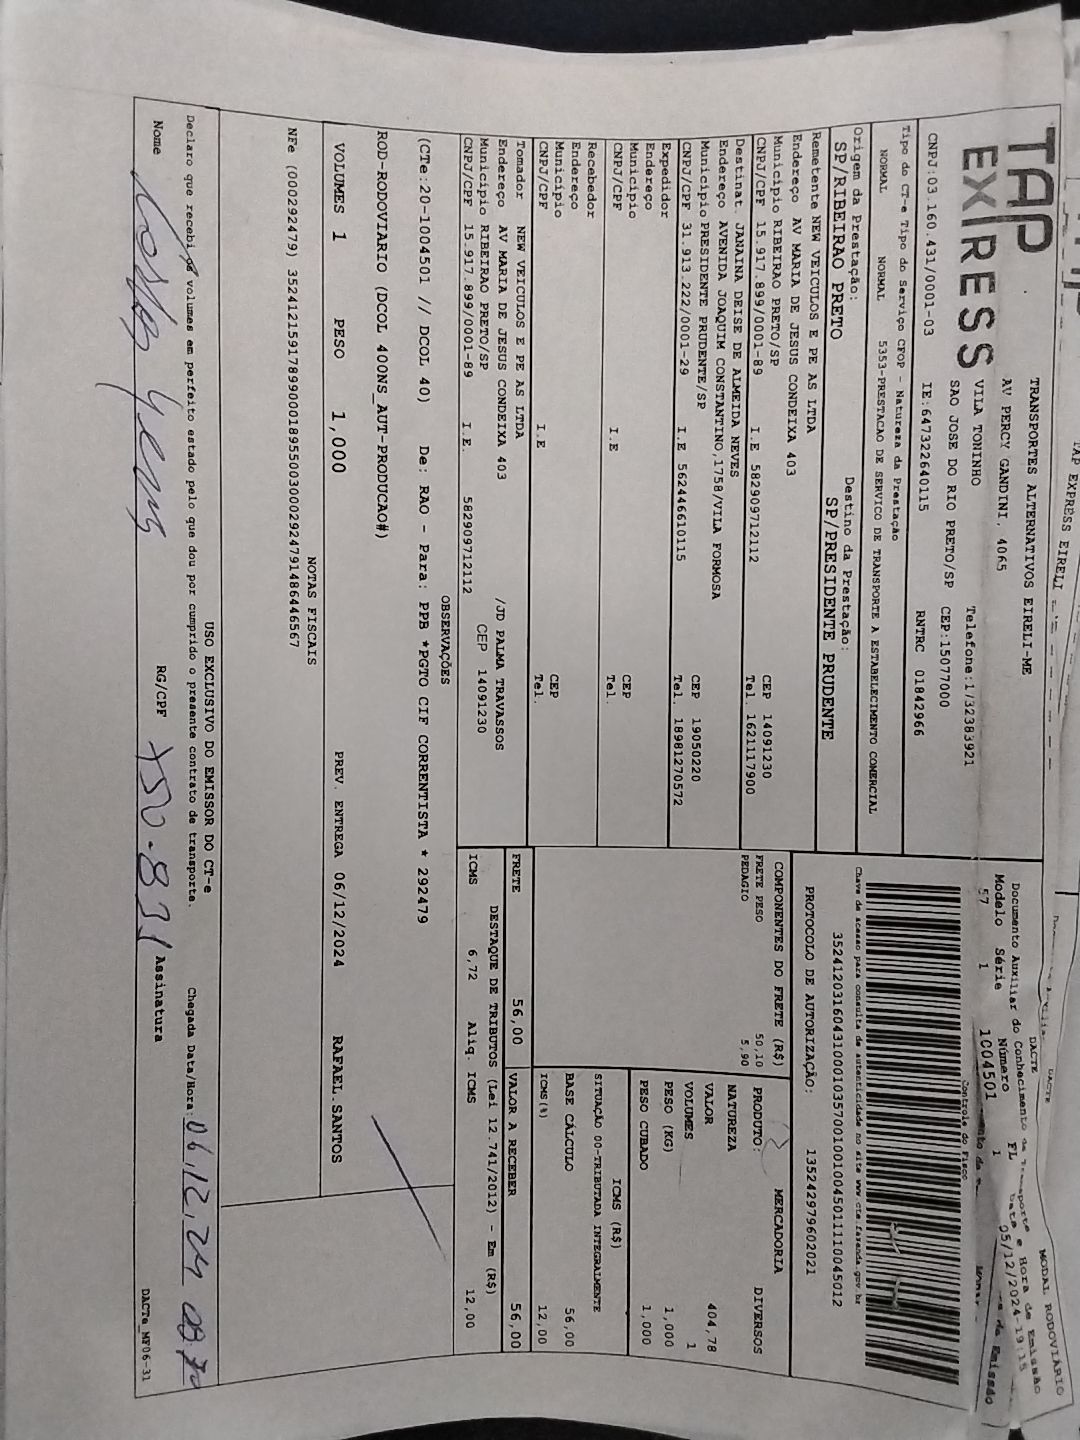 TAP
EXPRESS
TRANSPORTES ALTERNATIVOS EIRELI-ME
AV PERCY GANDINI, 4065
VILA TONINHO
Telefone:1732383921
SAO JOSE DO RIO PRETO/SP CEP:15077000
CNPJ:03.160.431/0001-03 IE:647322640115 RNTRC 01842966
MODAL RODOVIÁRIO
DACTE
Documento Auxiliar do Conhecimento de Transporte
Modelo Série Número FL Data e Hora de Emissão
57 1 1004501 1 05/12/2024-19:15
Controle do Fisco
Tipo do CT-e Tipo do Serviço CFOP - Natureza da Prestação
NORMAL NORMAL 5353-PRESTACAO DE SERVICO DE TRANSPORTE A ESTABELECIMENTO COMERCIAL
Chave de acesso para consulta de autenticidade no site www.cte.fazenda.gov.br
35241203160431000103570010010045011110045012
PROTOCOLO DE AUTORIZAÇÃO: 135242979602021
Origem da Prestação: Destino da Prestação:
SP/RIBEIRAO PRETO SP/PRESIDENTE PRUDENTE
Remetente NEW VEICULOS E PE AS LTDA
Endereço AV MARIA DE JESUS CONDEIXA 403
Município RIBEIRAO PRETO/SP CEP 14091230
CNPJ/CPF 15.917.899/0001-89 I.E 582909712112 Tel. 1621117900
Destinat. JANAINA DEISE DE ALMEIDA NEVES
Endereço AVENIDA JOAQUIM CONSTANTINO,1758/VILA FORMOSA
Município PRESIDENTE PRUDENTE/SP CEP 19050220
CNPJ/CPF 31.913.222/0001-29 I.E 562446610115 Tel. 18981270572
Expedidor
Endereço
Município CEP
CNPJ/CPF I.E Tel.
Recebedor
Endereço
Município CEP
CNPJ/CPF I.E Tel.
Tomador NEW VEICULOS E PE AS LTDA
Endereço AV MARIA DE JESUS CONDEIXA 403 /JD PALMA TRAVASSOS
Município RIBEIRAO PRETO/SP CEP 14091230
CNPJ/CPF 15.917.899/0001-89 I.E. 582909712112
COMPONENTES DO FRETE (R$)
FRETE PESO 50,10
PEDAGIO 5,90
PRODUTO: MERCADORIA
NATUREZA DIVERSOS
VALOR 404,78
VOLUMES 1
PESO (KG) 1,000
PESO CUBADO 1,000
ICMS (R$)
SITUAÇÃO 00-TRIBUTADA INTEGRALMENTE
BASE CÁLCULO 56,00
ICMS(%) 12,00
FRETE 56,00 VALOR A RECEBER 56,00
DESTAQUE DE TRIBUTOS (Lei 12.741/2012) - Em (R$)
ICMS 6,72 Aliq. ICMS 12,00
OBSERVAÇÕES
(CTe:20-1004501 // DCOL 40) De: RAO - Para: PPB *PGTO CIF CORRENTISTA * 292479
ROD-RODOVIARIO (DCOL 400NS_AUT-PRODUCAO#)
VOLUMES 1 PESO 1,000 PREV. ENTREGA 06/12/2024 RAFAEL.SANTOS
NOTAS FISCAIS
NFe (000292479) 35241215917899000189550030002924791486446567
USO EXCLUSIVO DO EMISSOR DO CT-e
Declaro que recebi os volumes em perfeito estado pelo que dou por cumprido o presente contrato de transporte. Chegada Data/Hora: 06,12,24
Nome RG/CPF Assinatura
DACTe_MF06-31